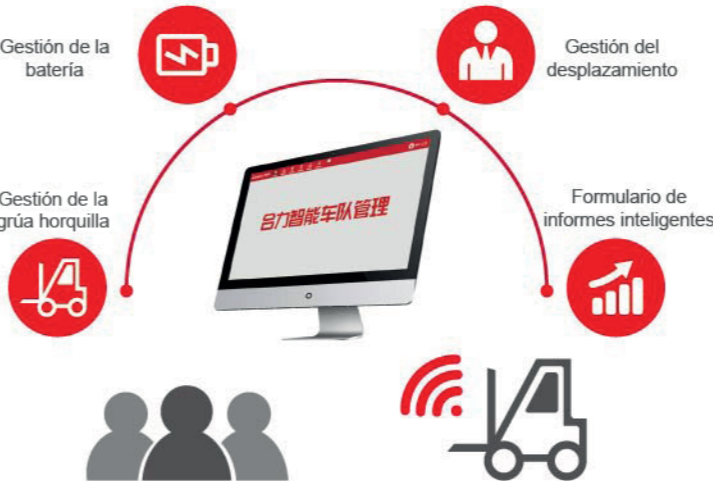 Gestión de la
batería
Gestión del
desplazamiento
合力智能车队管理
Gestión de la
grúa horquilla
Formulario de
informes inteligentes